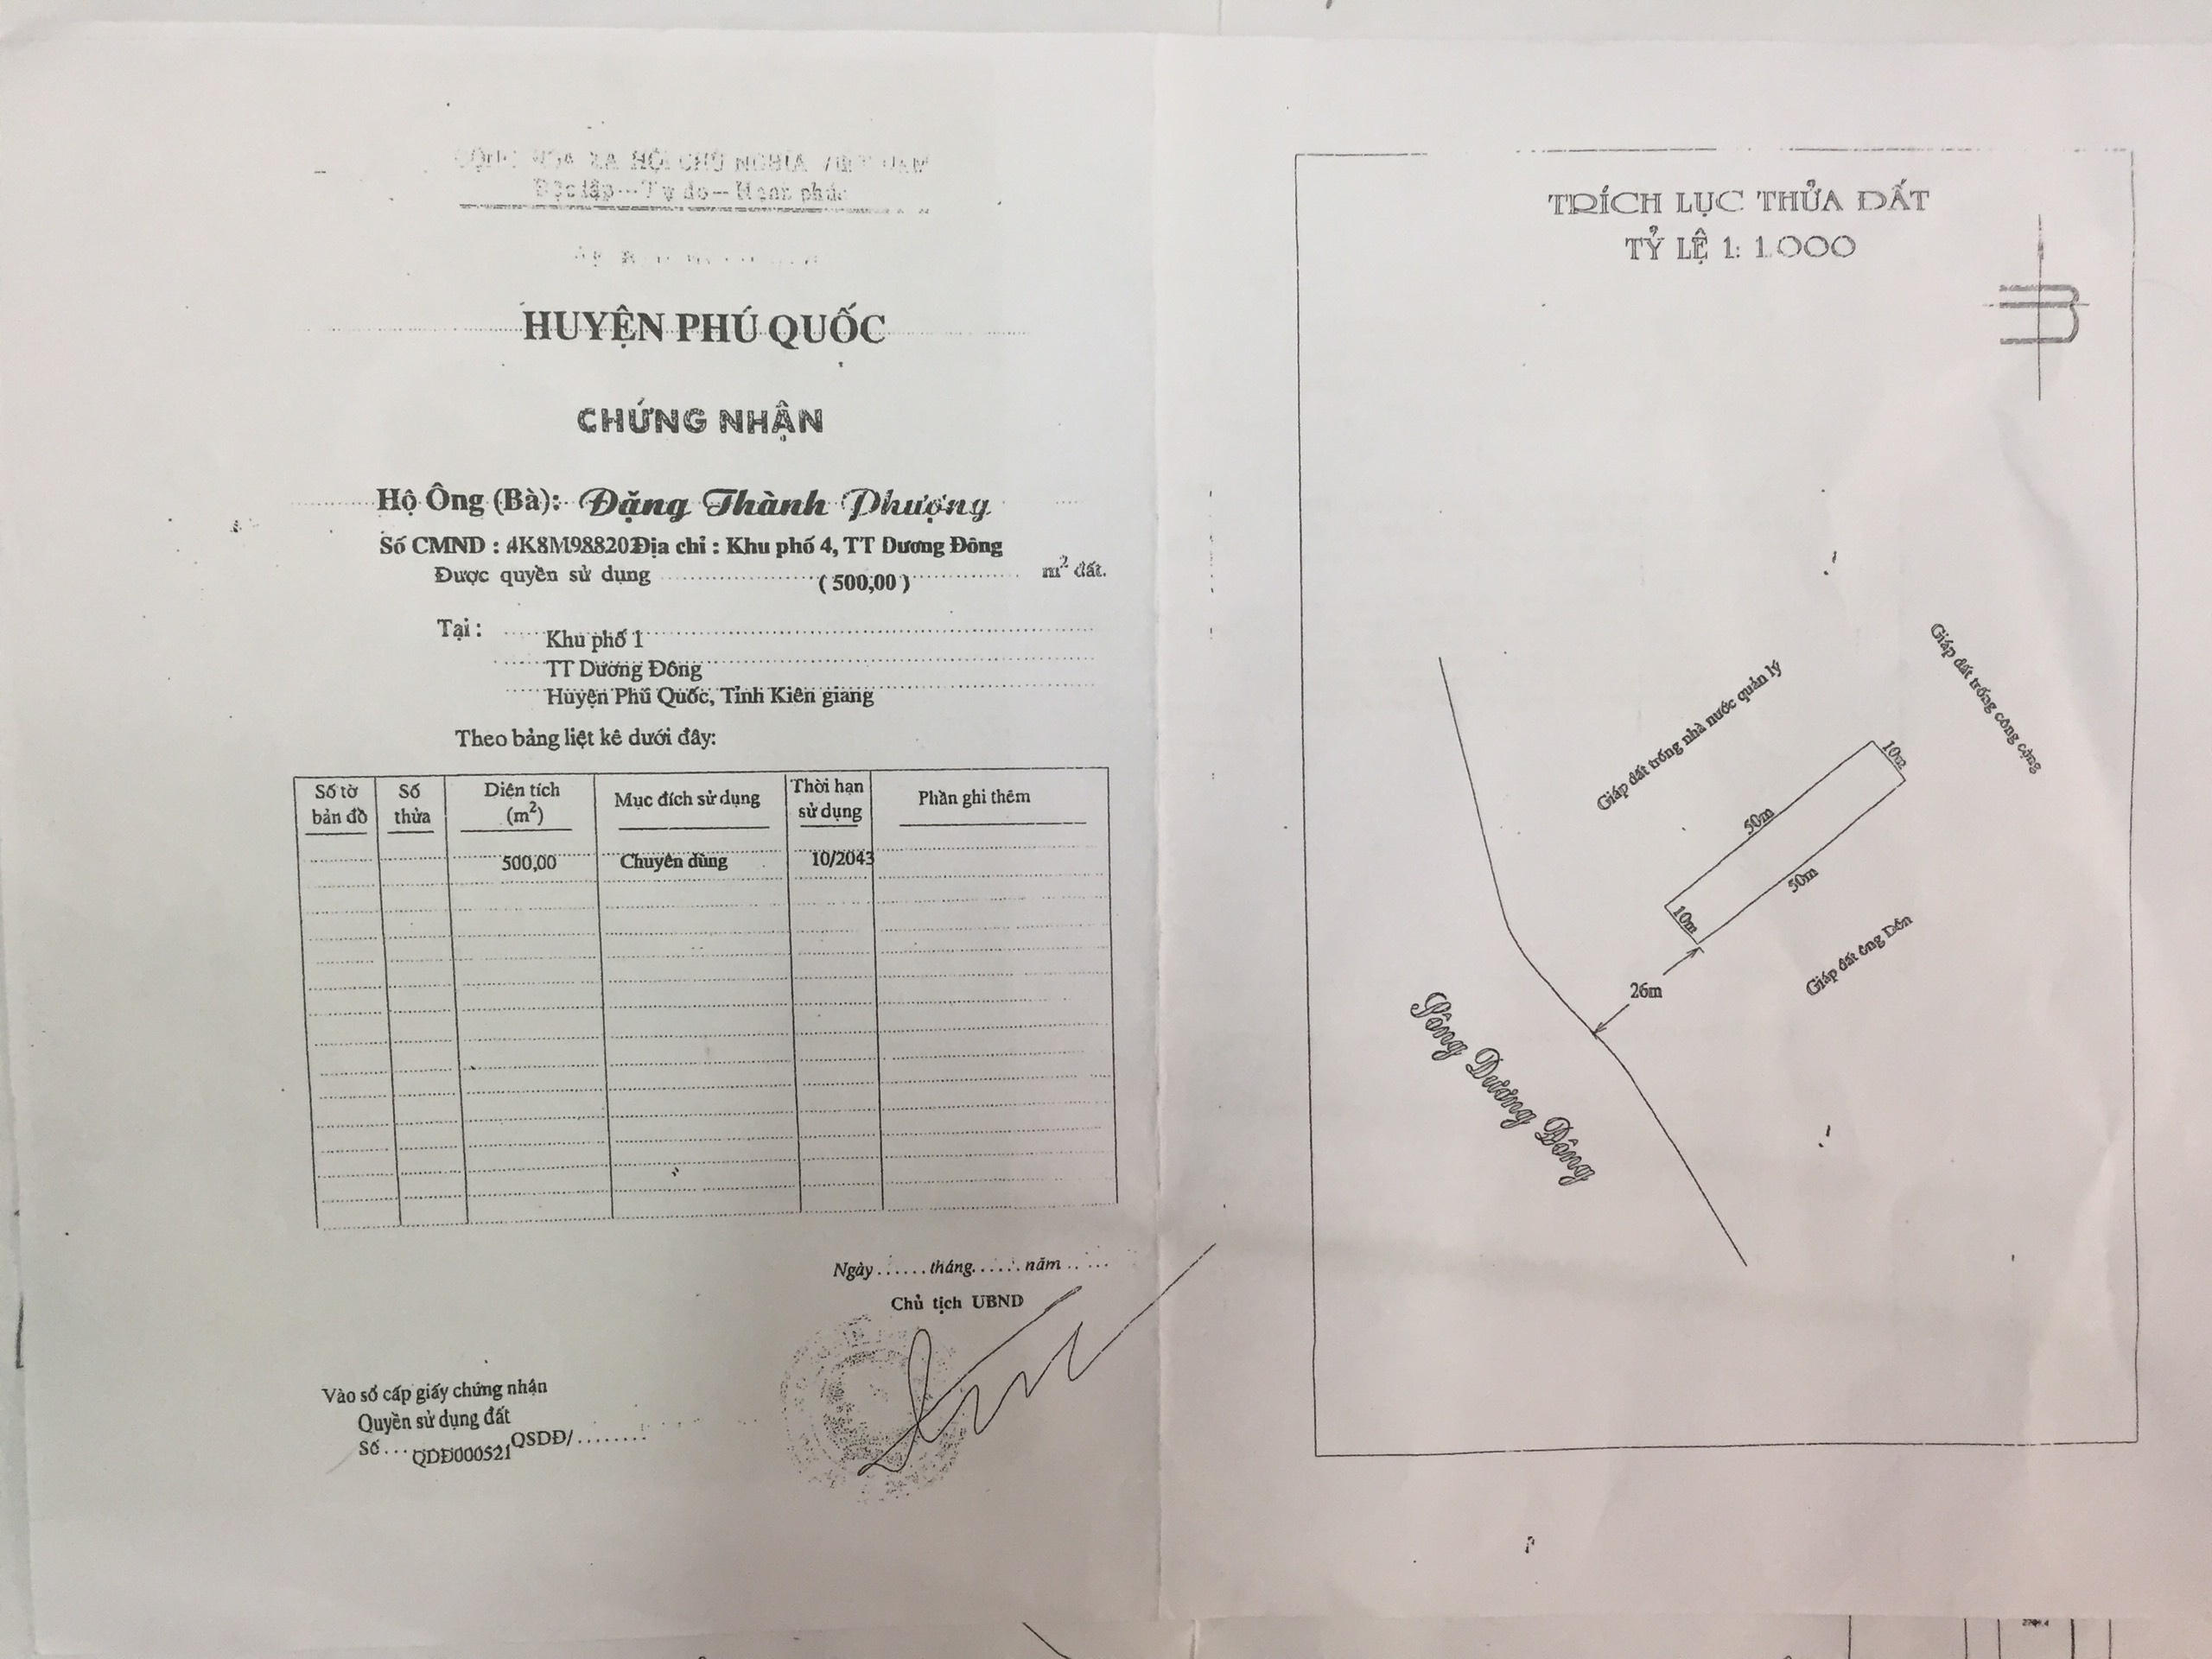 CỘNG HÒA XÃ HỘI CHỦ NGHĨA VIỆT NAM
Độc lập – Tự do – Hạnh phúc
HUYỆN PHÚ QUỐC
CHỨNG NHẬN
Hộ Ông (Bà): Đặng Thành Phượng
Số CMND : 4K8M98820Địa chỉ : Khu phố 4, TT Dương Đông
Được quyền sử dụng (500,00) m² đất.
Tại : Khu phố 1
TT Dương Đông
Huyện Phú Quốc, Tỉnh Kiên giang
Theo bảng liệt kê dưới đây:
Số tờ bản đồ Số thửa Diện tích (m²) Mục đích sử dụng Thời hạn sử dụng Phần ghi thêm
500,00 Chuyên dùng 10/2043
Ngày ...... tháng ...... năm ......
Chủ tịch UBND
Vào sổ cấp giấy chứng nhận
Quyền sử dụng đất
Số ... QDĐ000521 QSDĐ/ ........
TRÍCH LỤC THỬA ĐẤT
TỶ LỆ 1: 1.000
Giáp đất trống nhà nước quản lý
Giáp đất trống công cộng
10m
50m
50m
10m
26m
Giáp đất ông Dón
Sông Dương Đông